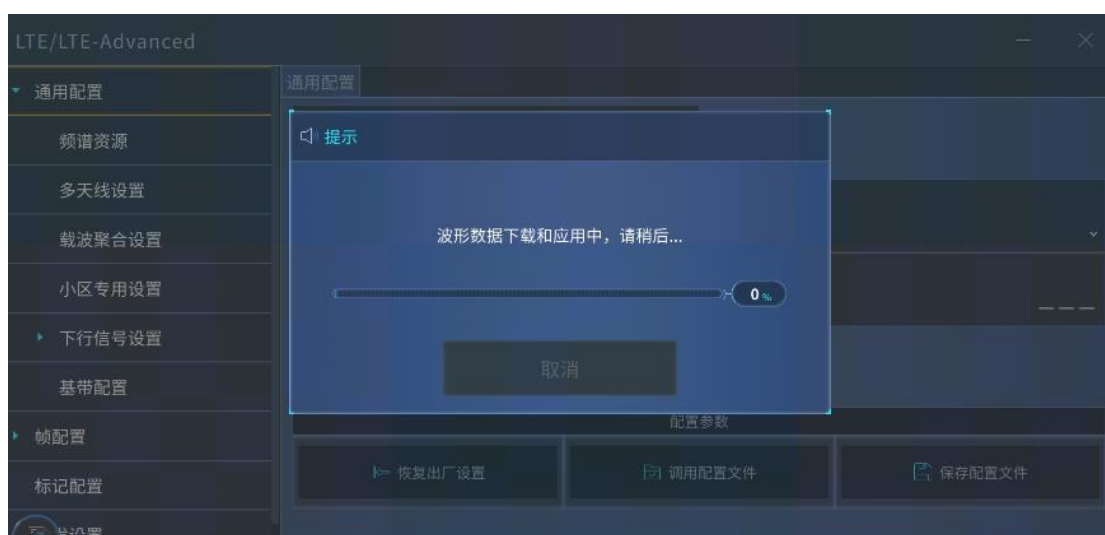 LTE/LTE-Advanced
通用配置
通用配置
频谱资源
提示
多天线设置
载波聚合设置
波形数据下载和应用中，请稍后...
小区专用设置
0 %
下行信号设置
取消
基带配置
配置参数
帧配置
恢复出厂设置
调用配置文件
保存配置文件
标记配置
设置